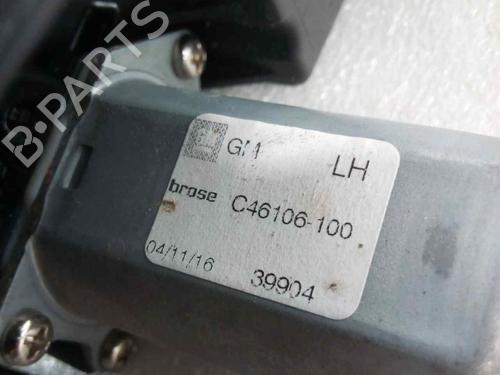 GM
LH
brose C46106-100
04/11/16 39904
B-PARTS